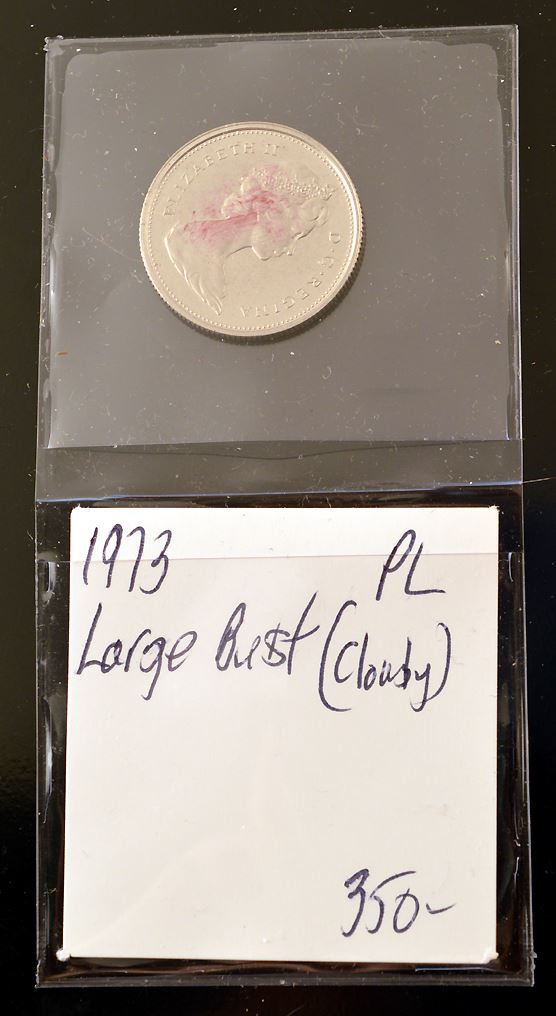 ELIZABETH II
D·G·REGINA
1973 PL
Large Bust (Cloudy)
350-